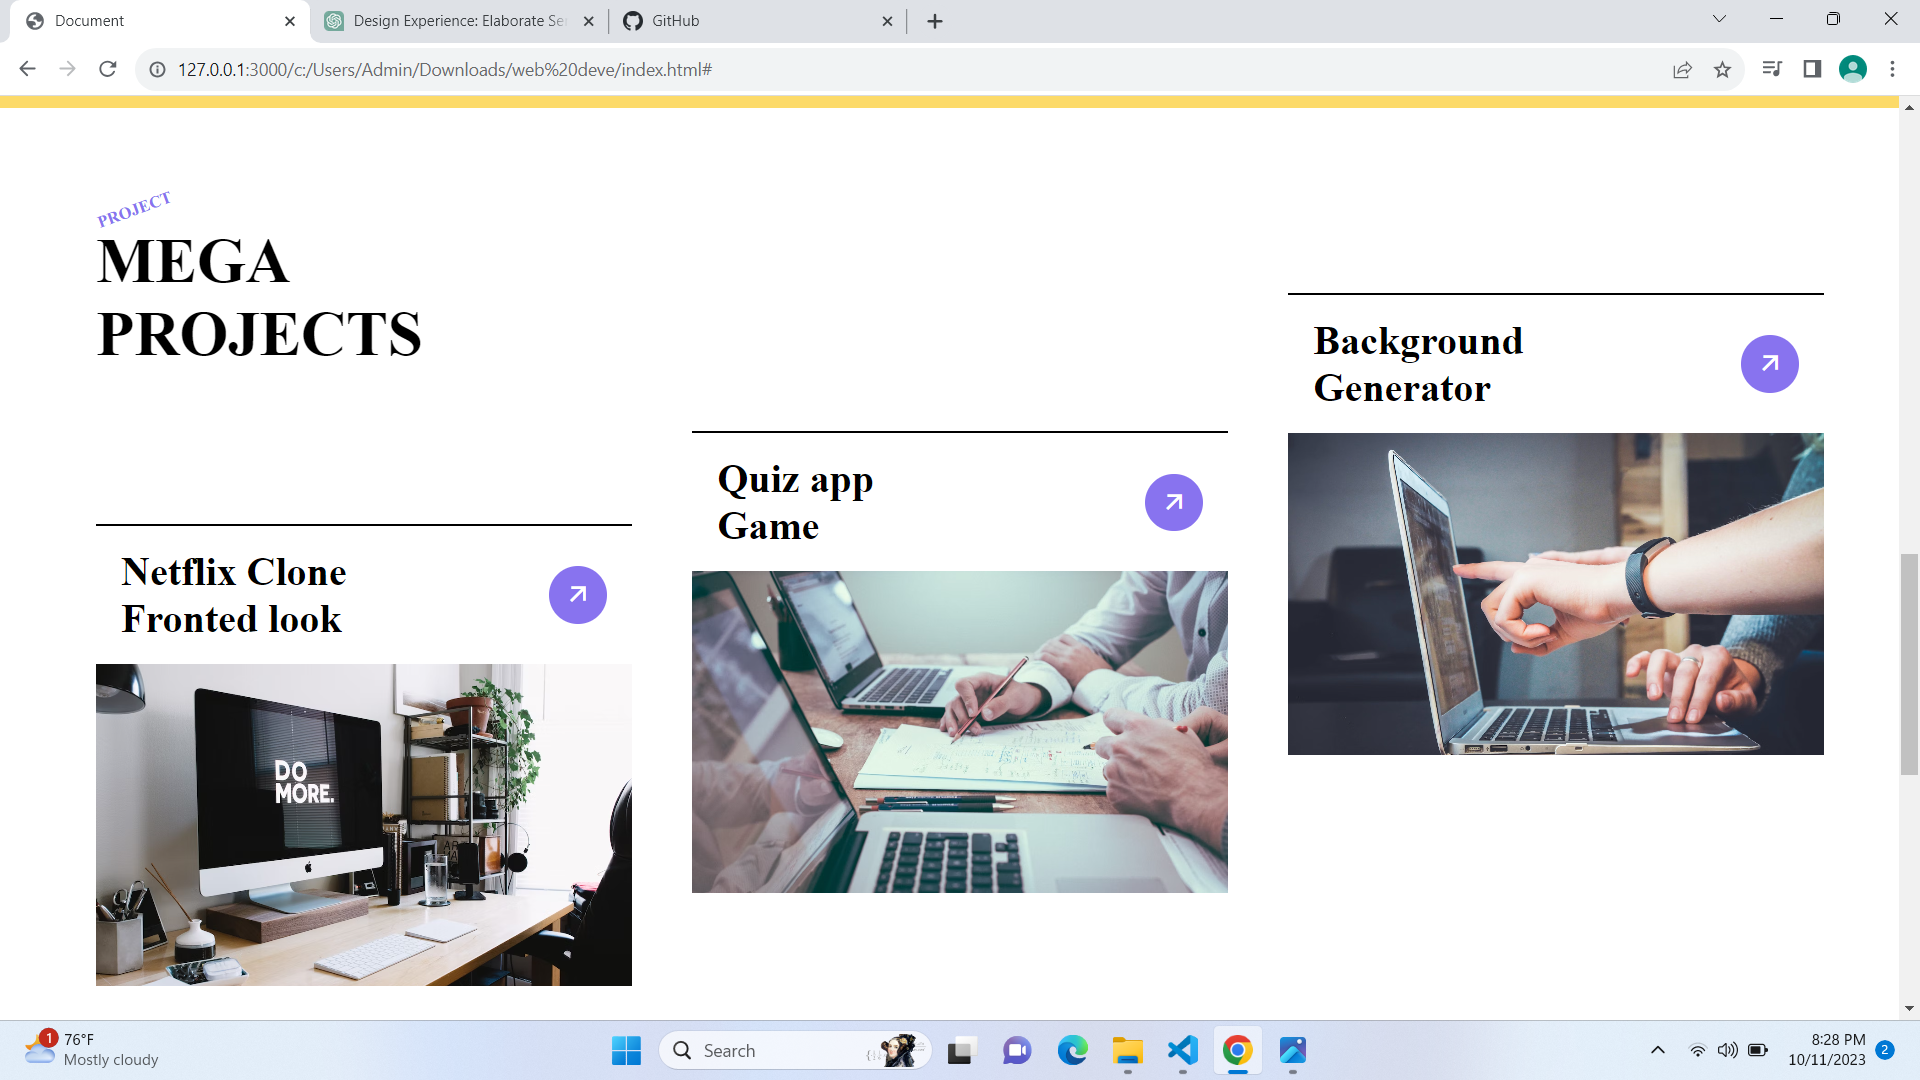 Document
Design Experience: Elaborate Se
GitHub
127.0.0.1:3000/c:/Users/Admin/Downloads/web%20deve/index.html#
PROJECT
MEGA
PROJECTS
Netflix Clone
Fronted look
DO
MORE.
Quiz app
Game
Background
Generator
1
76°F
Mostly cloudy
Search
8:28 PM
10/11/2023
2